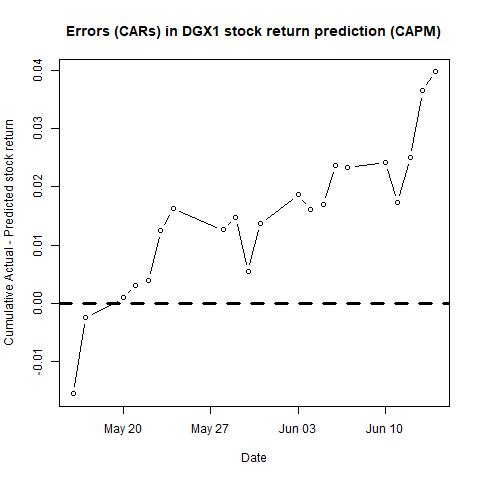 Errors (CARs) in DGX1 stock return prediction (CAPM)
Cumulative Actual - Predicted stock return
0.04
0.03
0.02
0.01
0.00
-0.01
May 20
May 27
Jun 03
Jun 10
Date